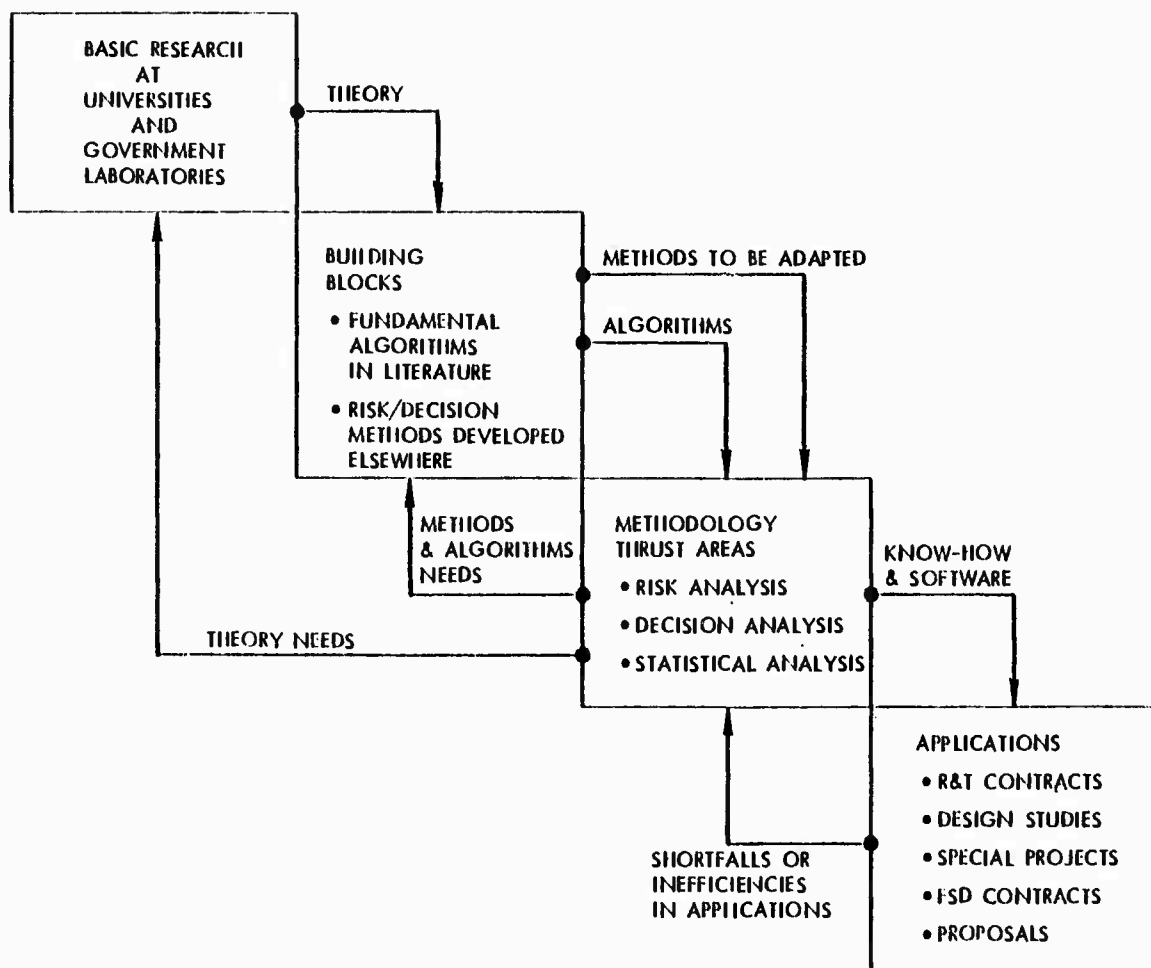 BASIC RESEARCH
AT
UNIVERSITIES
AND
GOVERNMENT
LABORATORIES
THEORY
BUILDING
BLOCKS
• FUNDAMENTAL
ALGORITHMS
IN LITERATURE
• RISK/DECISION
METHODS DEVELOPED
ELSEWHERE
METHODS TO BE ADAPTED
ALGORITHMS
METHODS
& ALGORITHMS
NEEDS
THEORY NEEDS
METHODOLOGY
THRUST AREAS
• RISK ANALYSIS
• DECISION ANALYSIS
• STATISTICAL ANALYSIS
KNOW-HOW
& SOFTWARE
SHORTFALLS OR
INEFFICIENCIES
IN APPLICATIONS
APPLICATIONS
• R&T CONTRACTS
• DESIGN STUDIES
• SPECIAL PROJECTS
• FSD CONTRACTS
• PROPOSALS